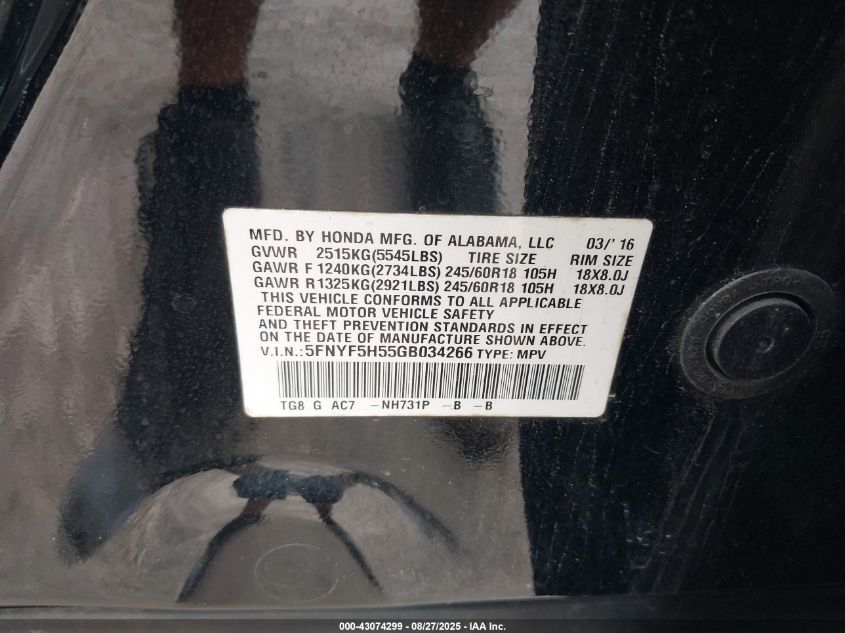 MFD. BY HONDA MFG. OF ALABAMA, LLC 03/' 16
GVWR 2515KG(5545LBS) TIRE SIZE RIM SIZE
GAWR F 1240KG(2734LBS) 245/60R18 105H 18X8.0J
GAWR R 1325KG(2921LBS) 245/60R18 105H 18X8.0J
THIS VEHICLE CONFORMS TO ALL APPLICABLE
FEDERAL MOTOR VEHICLE SAFETY
AND THEFT PREVENTION STANDARDS IN EFFECT
ON THE DATE OF MANUFACTURE SHOWN ABOVE.
V.I.N.: 5FNYF5H55GB034266 TYPE: MPV
TG8 G AC7 -NH731P -B -B
000-43074299 - 08/27/2025 - IAA Inc.